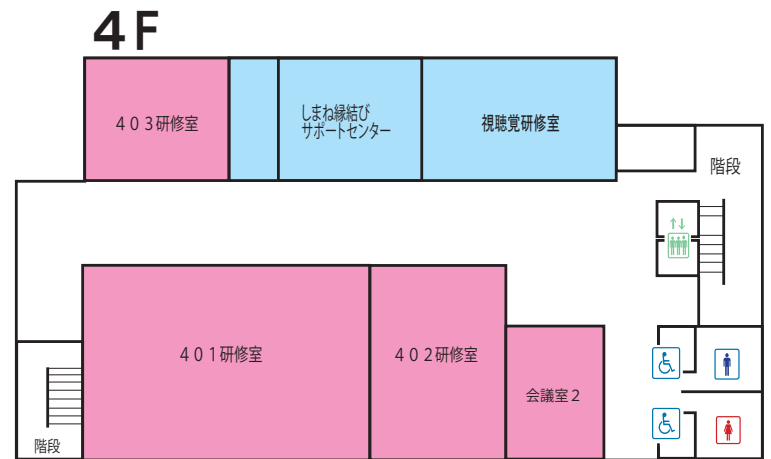 4F
４０３研修室
しまね縁結び
サポートセンター
視聴覚研修室
階段
４０１研修室
４０２研修室
会議室２
階段